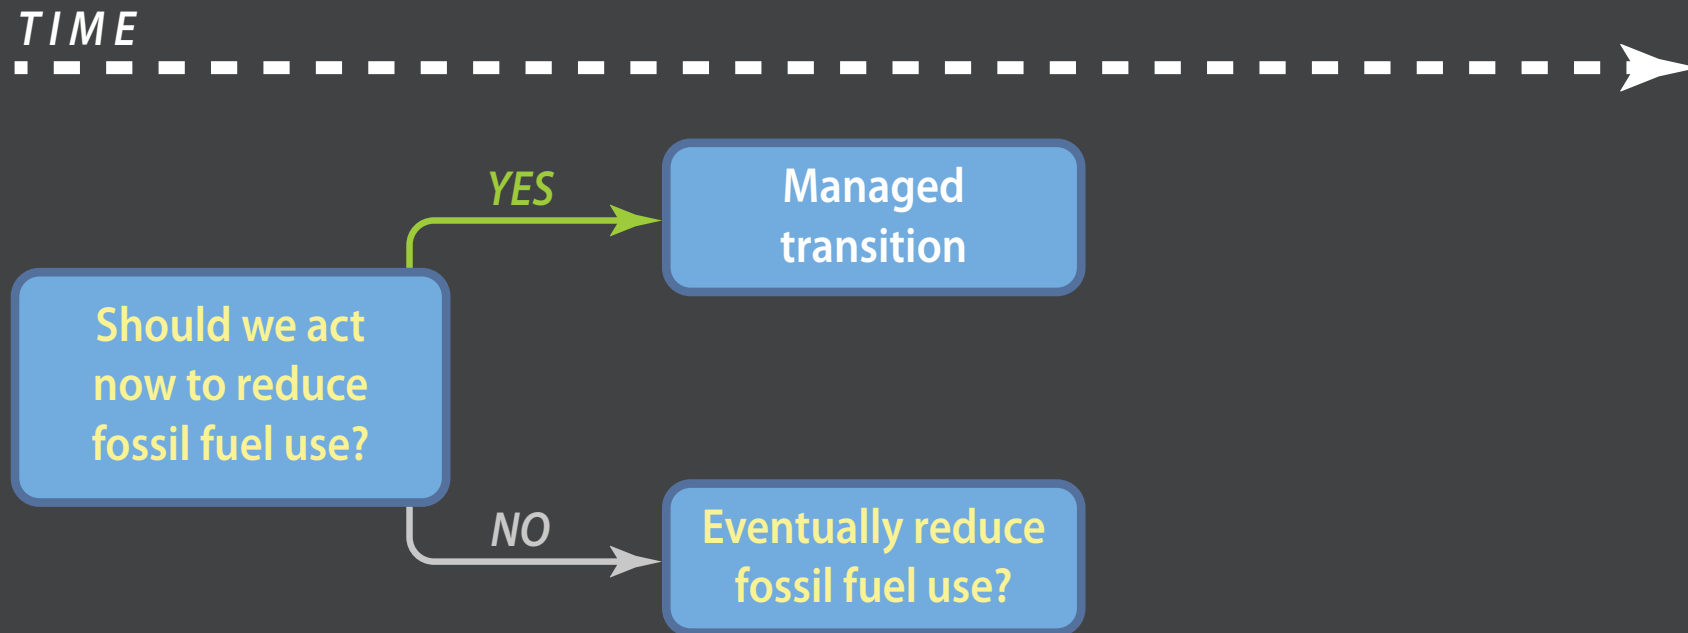 TIME
YES
Managed
transition
Should we act
now to reduce
fossil fuel use?
NO
Eventually reduce
fossil fuel use?